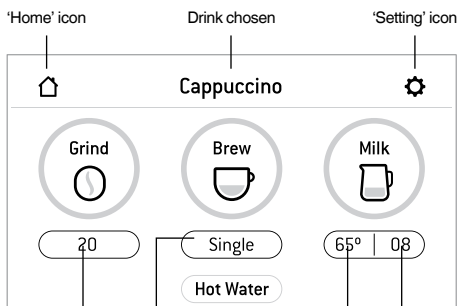 ‘Home’ icon Drink chosen ‘Setting’ icon
Cappuccino
Grind Brew Milk
20 Single 65º 08
Hot Water